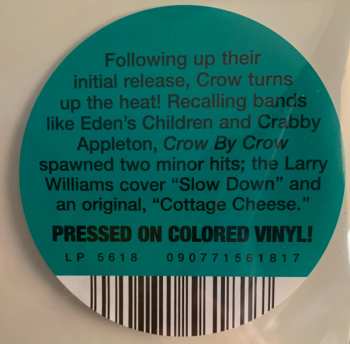 Following up their
initial release, Crow turns
up the heat! Recalling bands
like Eden's Children and Crabby
Appleton, Crow By Crow
spawned two minor hits; the Larry
Williams cover “Slow Down” and
an original, “Cottage Cheese.”
PRESSED ON COLORED VINYL!
LP 5618 090771561817